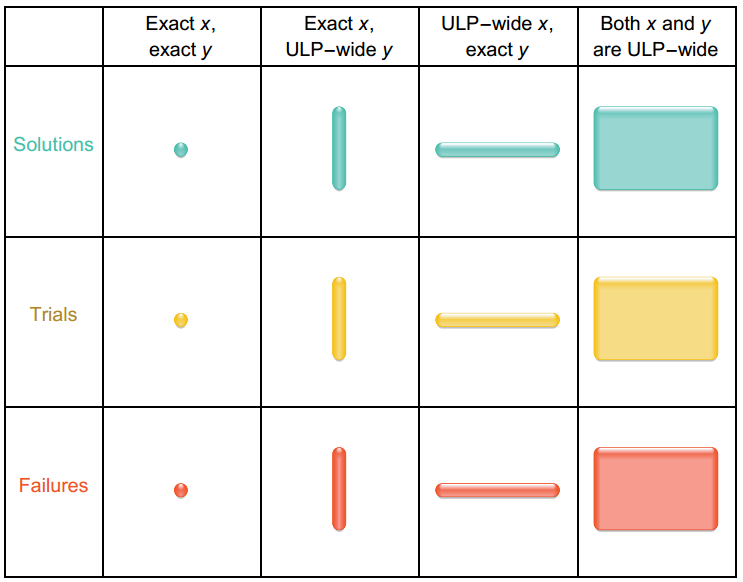 Exact x,
exact y
Exact x,
ULP−wide y
ULP−wide x,
exact y
Both x and y
are ULP−wide
Solutions
Trials
Failures